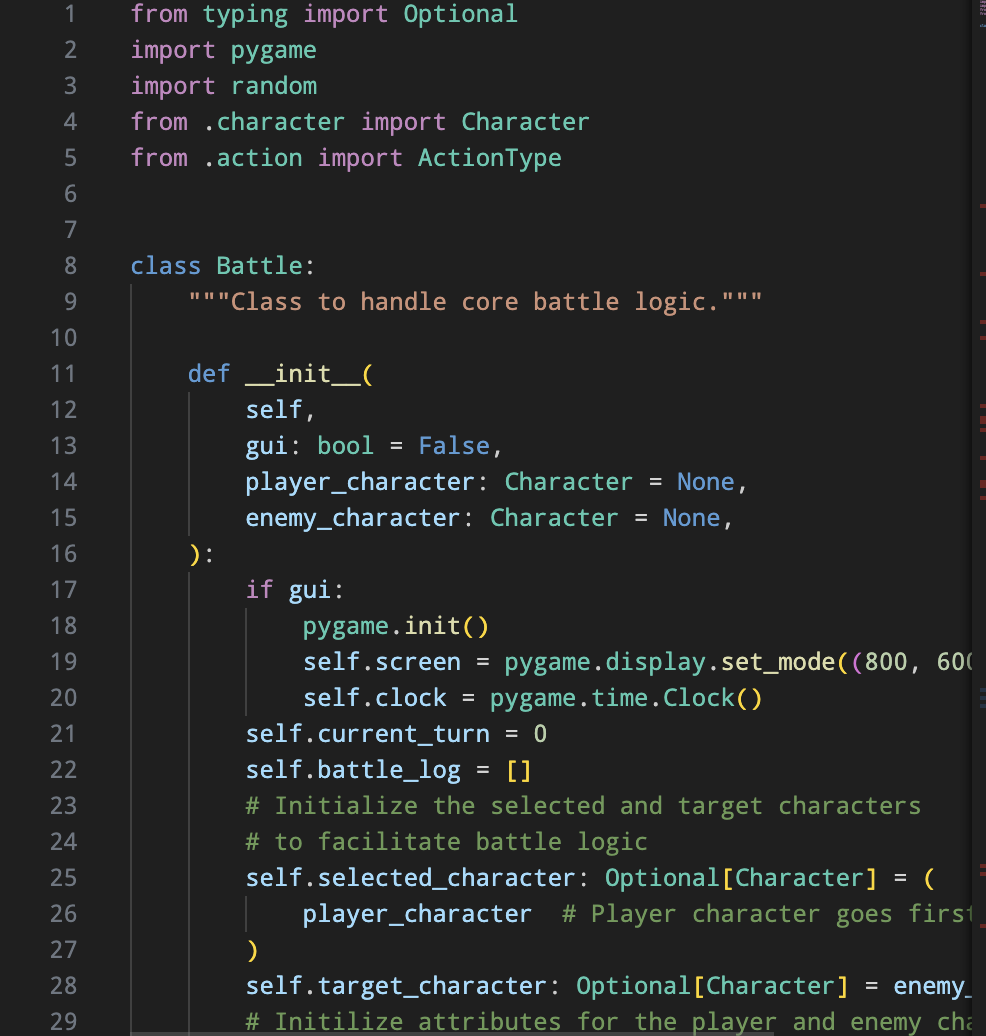 1 from typing import Optional
2 import pygame
3 import random
4 from .character import Character
5 from .action import ActionType
6
7
8 class Battle:
9     """Class to handle core battle logic."""
10
11     def __init__(
12         self,
13         gui: bool = False,
14         player_character: Character = None,
15         enemy_character: Character = None,
16     ):
17         if gui:
18             pygame.init()
19             self.screen = pygame.display.set_mode((800, 600
20             self.clock = pygame.time.Clock()
21         self.current_turn = 0
22         self.battle_log = []
23         # Initialize the selected and target characters
24         # to facilitate battle logic
25         self.selected_character: Optional[Character] = (
26             player_character  # Player character goes first
27         )
28         self.target_character: Optional[Character] = enemy_
29         # Initilize attributes for the player and enemy cha